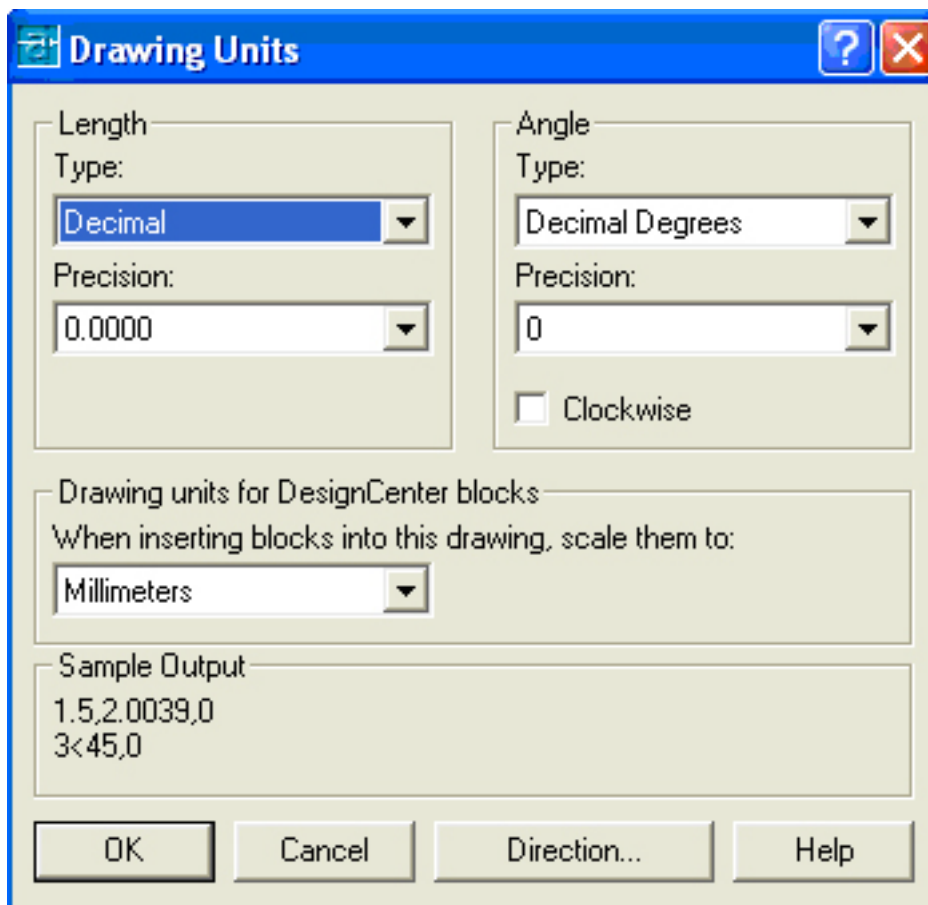 Drawing Units
Length
Type:
Decimal
Precision:
0.0000
Angle
Type:
Decimal Degrees
Precision:
0
Clockwise
Drawing units for DesignCenter blocks
When inserting blocks into this drawing, scale them to:
Millimeters
Sample Output
1.5,2.0039,0
3<45,0
OK
Cancel
Direction...
Help